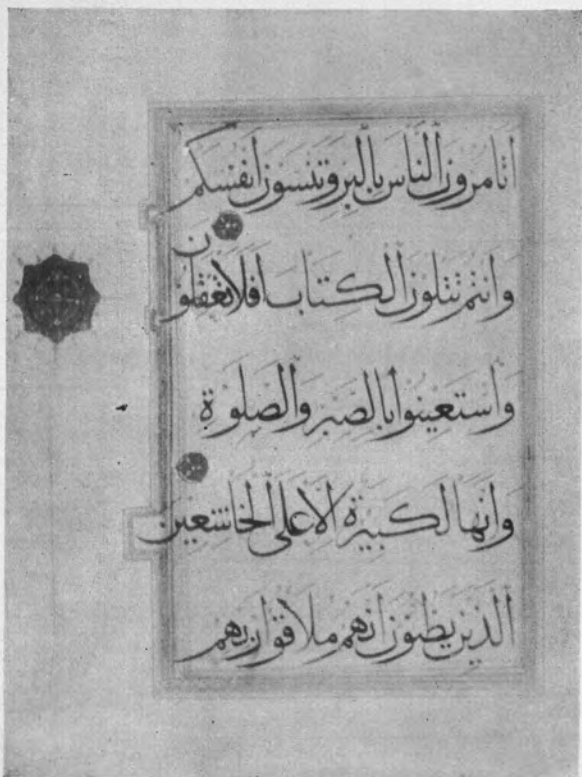 اتامرون الناس بالبر وتنسون انفسكم
وانتم تتلون الكتاب افلا تعقلون
واستعينوا بالصبر والصلوة
وانها لكبيرة الا على الخاشعين
الذين يظنون انهم ملاقوا ربهم